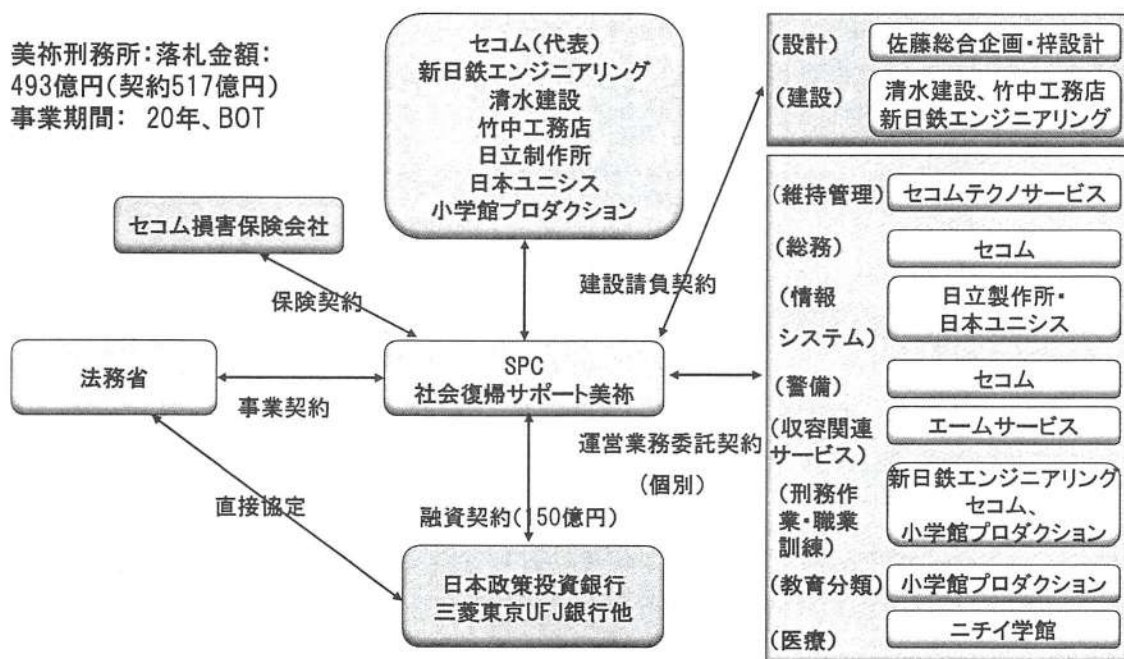 美祢刑務所:落札金額:
493億円(契約517億円)
事業期間: 20年、BOT
セコム(代表)
新日鉄エンジニアリング
清水建設
竹中工務店
日立制作所
日本ユニシス
小学館プロダクション
セコム損害保険会社
保険契約
建設請負契約
法務省
事業契約
SPC
社会復帰サポート美祢
直接協定
融資契約(150億円)
運営業務委託契約
(個別)
日本政策投資銀行
三菱東京UFJ銀行他
(設計)
佐藤総合企画・梓設計
(建設)
清水建設、竹中工務店
新日鉄エンジニアリング
(維持管理)
セコムテクノサービス
(総務)
セコム
(情報
システム)
日立製作所・
日本ユニシス
(警備)
セコム
(収容関連
サービス)
エームサービス
(刑務作
業・職業
訓練)
新日鉄エンジニアリング
セコム、
小学館プロダクション
(教育分類)
小学館プロダクション
(医療)
ニチイ学館